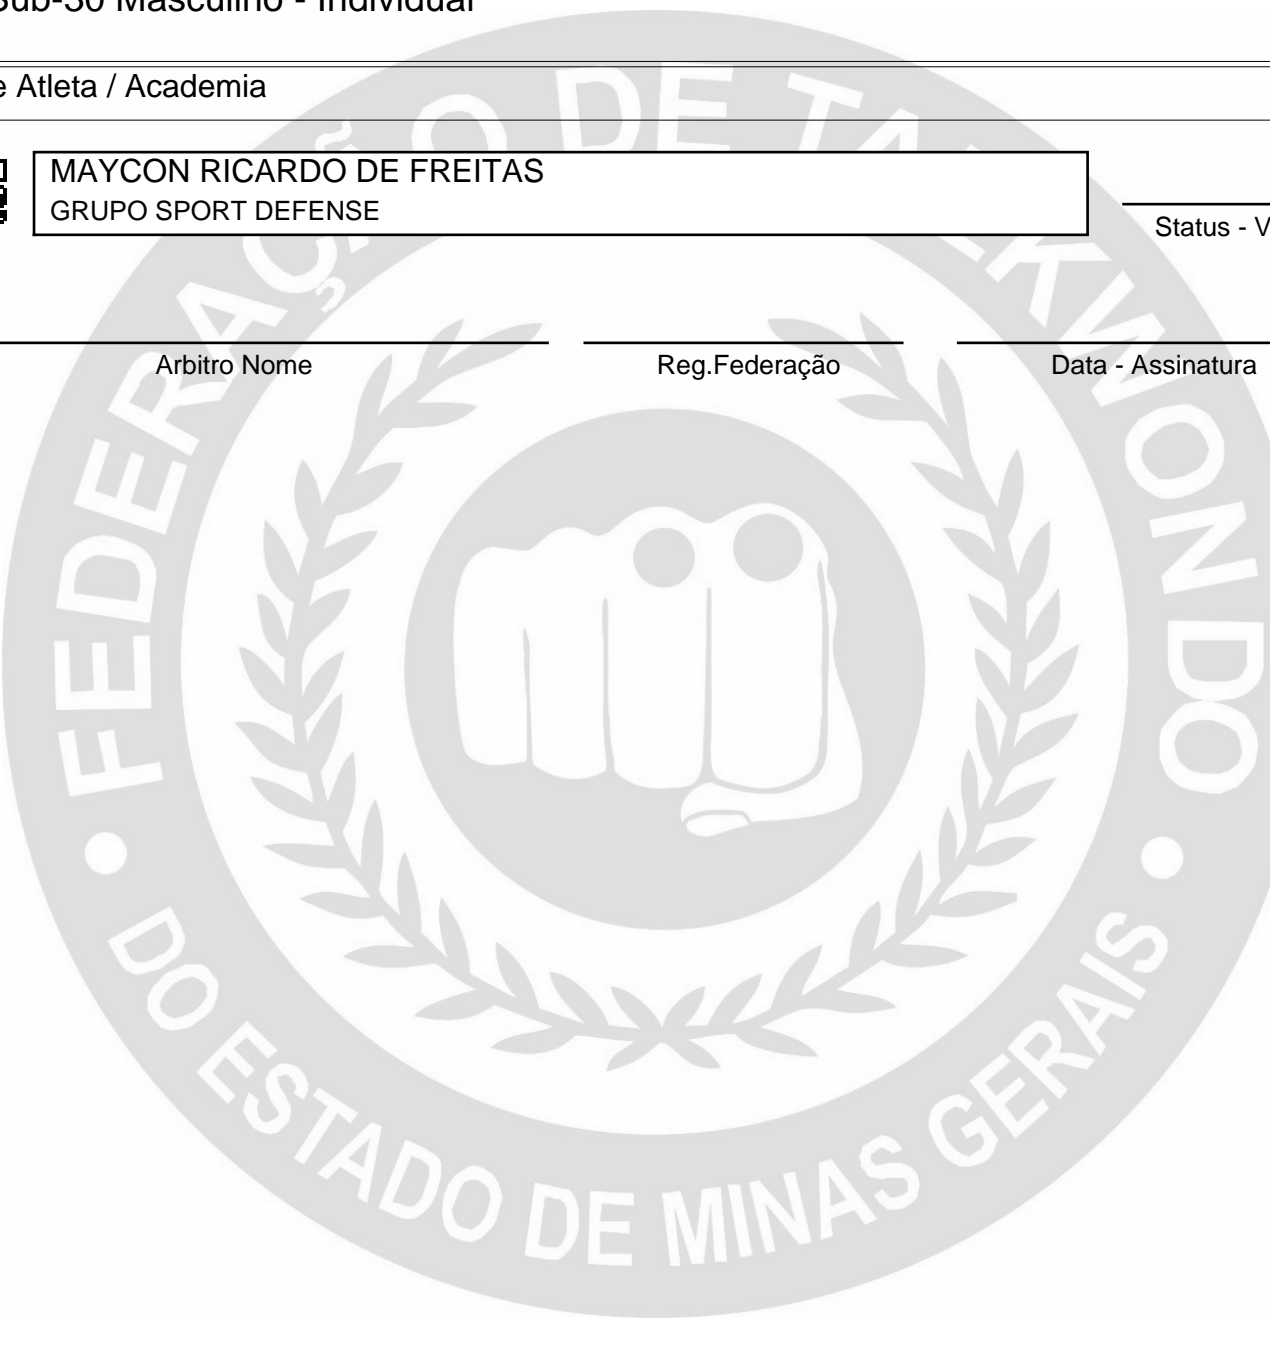 Sub-30 Masculino - Individual
e Atleta / Academia
MAYCON RICARDO DE FREITAS
GRUPO SPORT DEFENSE
Status - V
Arbitro Nome
Reg.Federação
Data - Assinatura
FEDERAÇÃO DE TAEKWONDO
DO ESTADO DE MINAS GERAIS